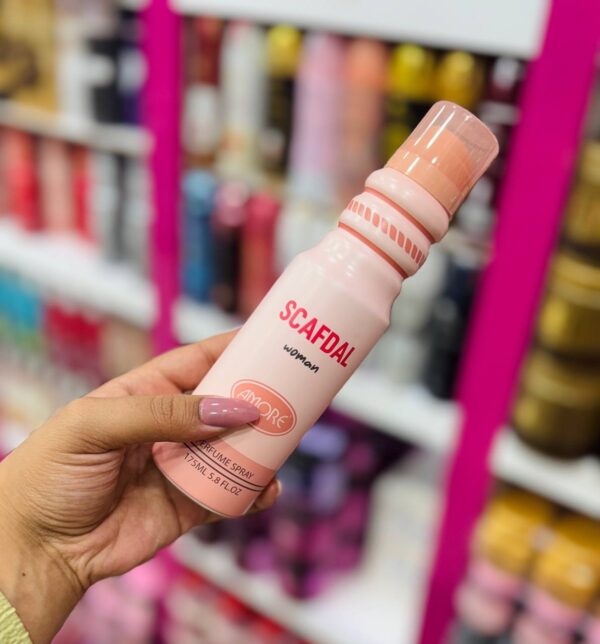 SCAFDAL
woman
AMORÉ
PERFUME SPRAY
175ML 5.8 FL.OZ